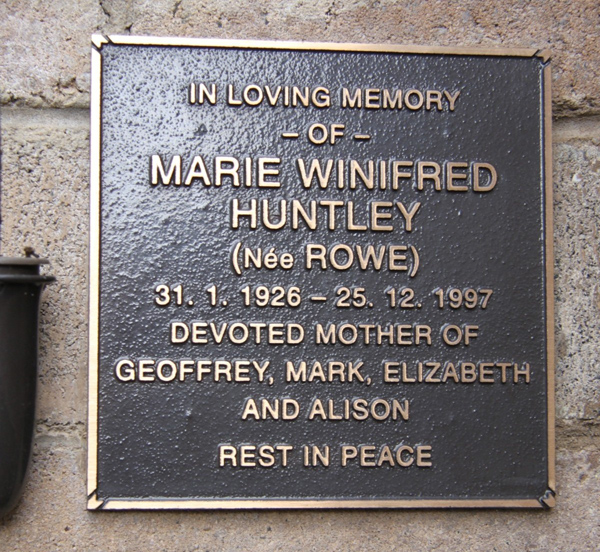 IN LOVING MEMORY
– OF –
MARIE WINIFRED
HUNTLEY
(Née ROWE)
31. 1. 1926 – 25. 12. 1997
DEVOTED MOTHER OF
GEOFFREY, MARK, ELIZABETH
AND ALISON
REST IN PEACE